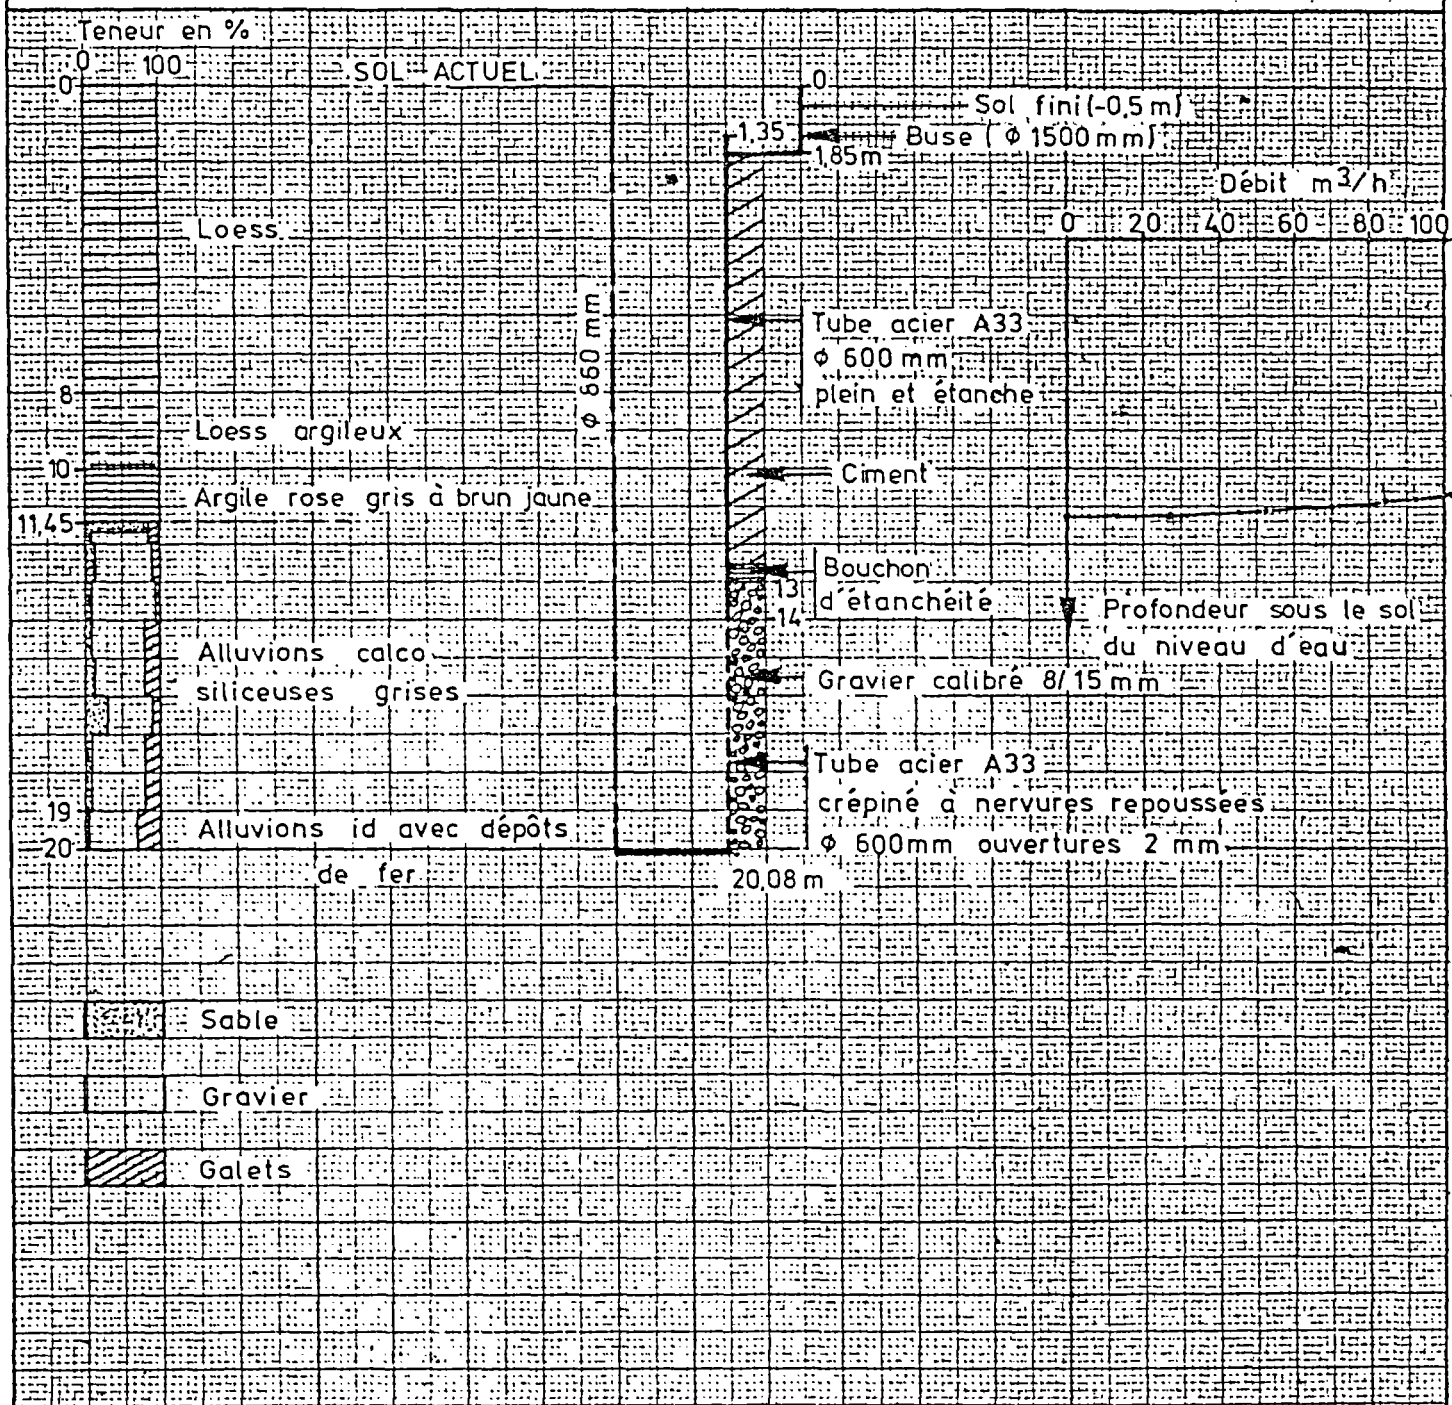 Teneur en %
0 100
SOL ACTUEL
0
0
Sol fini (-0,5 m)
1,35
Buse (φ 1500 mm)
1,85m
Débit m3/h
0 20 40 60 80 100
Loess
φ 860 mm
Tube acier A33
φ 600 mm
plein et étanche
8
Loess argileux
10
Ciment
Argile rose gris à brun jaune
11,45
Bouchon
d'étanchéité
13
14
Profondeur sous le sol
du niveau d'eau
Alluvions calco
siliceuses grises
Gravier calibré 8/15 mm
Tube acier A33
crépiné à nervures repoussées
φ 600mm ouvertures 2 mm
19
Alluvions id avec dépôts
de fer
20
20,08 m
Sable
Gravier
Galets